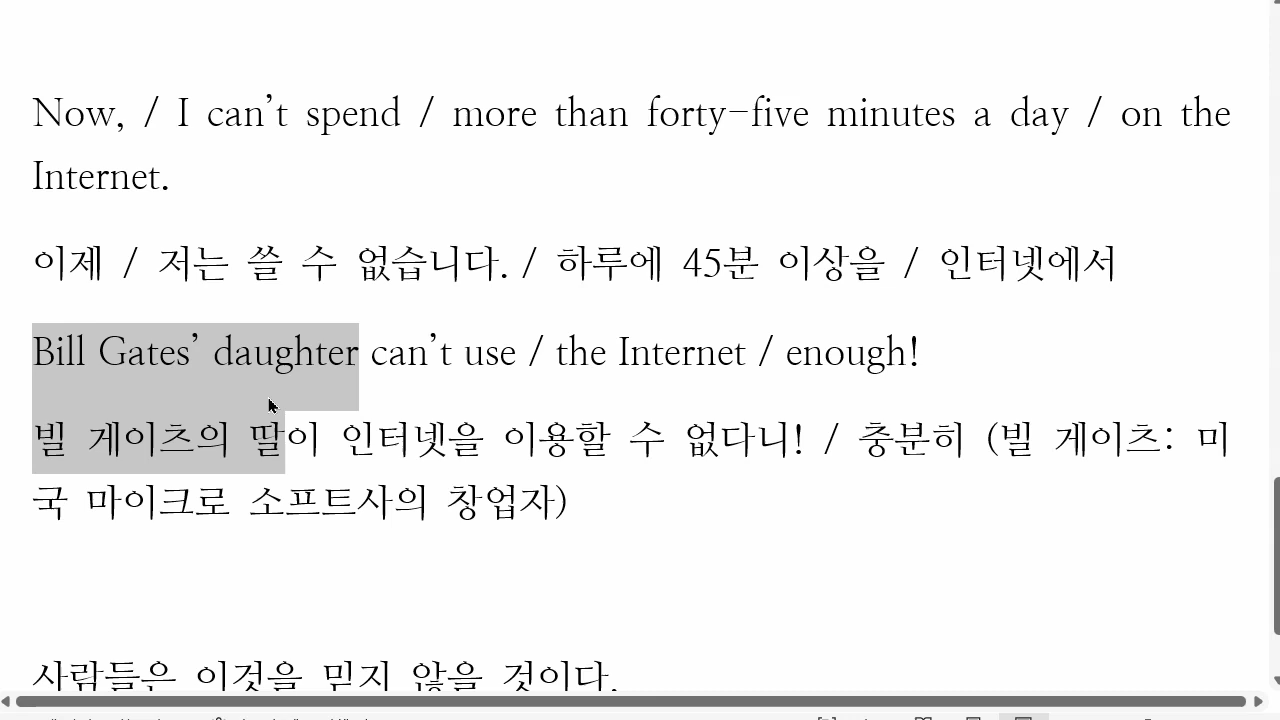 Now, / I can't spend / more than forty-five minutes a day / on the
Internet.
이제 / 저는 쓸 수 없습니다. / 하루에 45분 이상을 / 인터넷에서
Bill Gates' daughter can't use / the Internet / enough!
빌 게이츠의 딸이 인터넷을 이용할 수 없다니! / 충분히 (빌 게이츠: 미
국 마이크로 소프트사의 창업자)
사람들은 이것을 믿지 않을 것이다.